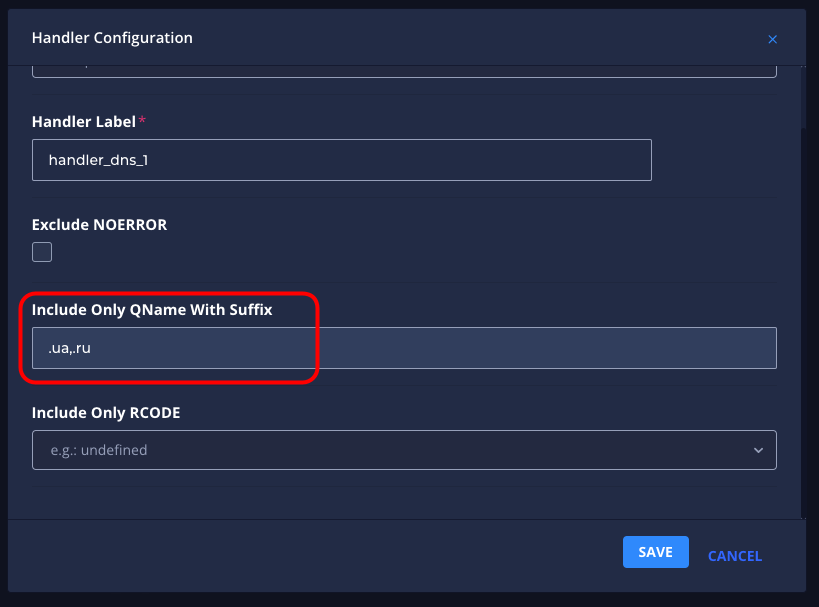 Handler Configuration
×
Handler Label*
handler_dns_1
Exclude NOERROR
Include Only QName With Suffix
.ua,.ru
Include Only RCODE
e.g.: undefined
SAVE
CANCEL